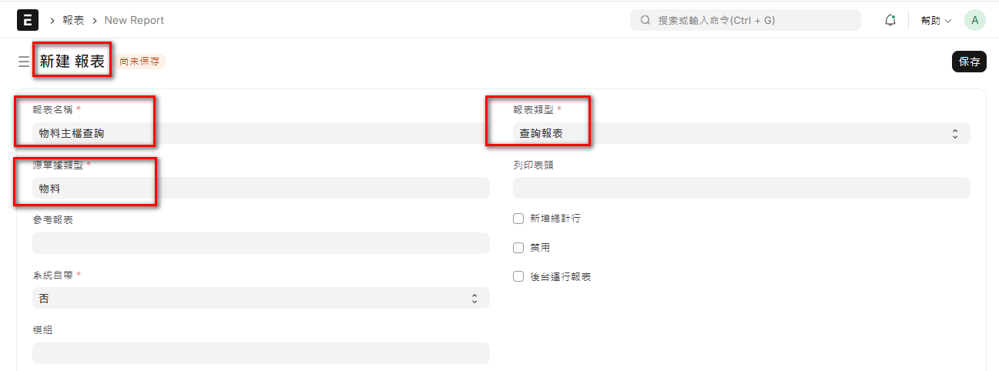 E > 報表 > New Report
搜索或輸入命令(Ctrl + G)
幫助
A
新建 報表
尚未保存
保存
報表名稱 *
物料主檔查詢
報表類型 *
查詢報表
源單據類型 *
物料
列印表頭
參考報表
新增總計行
禁用
系統自帶 *
否
後台運行報表
模組